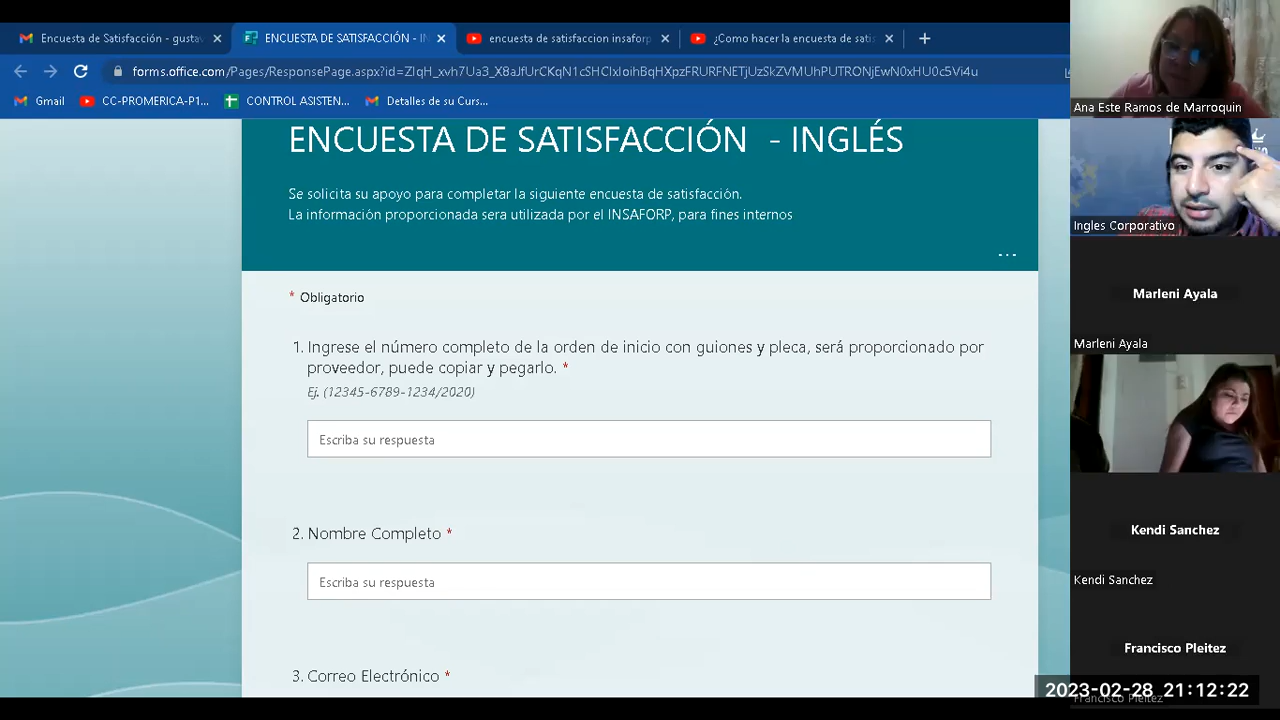 Encuesta de Satisfacción - gustav
ENCUESTA DE SATISFACCIÓN - IN
encuesta de satisfaccion insaforp
¿Como hacer la encuesta de satis
forms.office.com/Pages/ResponsePage.aspx?id=
Gmail
CC-PROMERICA-P1...
CONTROL ASISTEN...
Detalles de su Curs...
ENCUESTA DE SATISFACCIÓN - INGLÉS
Se solicita su apoyo para completar la siguiente encuesta de satisfacción.
La información proporcionada sera utilizada por el INSAFORP, para fines internos
...
* Obligatorio
1. Ingrese el número completo de la orden de inicio con guiones y pleca, será proporcionado por
proveedor, puede copiar y pegarlo. *
Ej. (12345-6789-1234/2020)
Escriba su respuesta
2. Nombre Completo *
Escriba su respuesta
3. Correo Electrónico *
Ana Este Ramos de Marroquin
Ingles Corporativo
Marleni Ayala
Marleni Ayala
Kendi Sanchez
Kendi Sanchez
Francisco Pleitez
2023-02-28 21:12:22
Francisco Pleitez